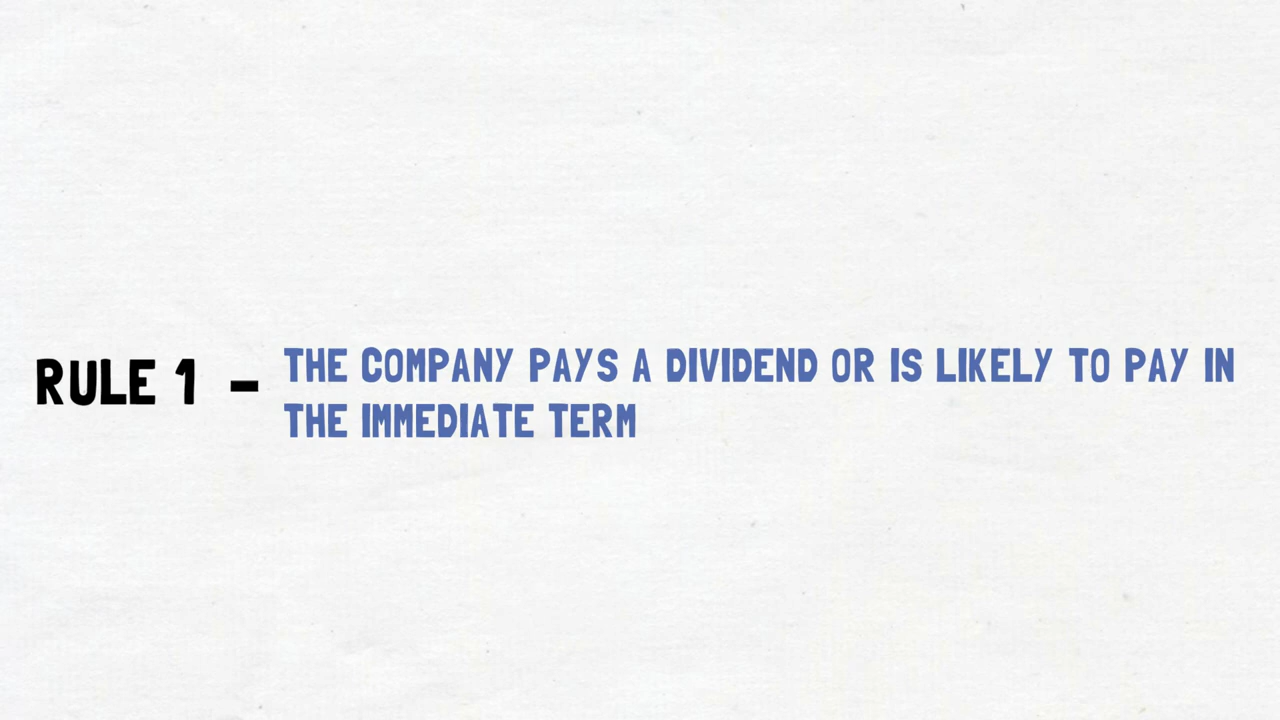 RULE 1 - THE COMPANY PAYS A DIVIDEND OR IS LIKELY TO PAY IN
THE IMMEDIATE TERM